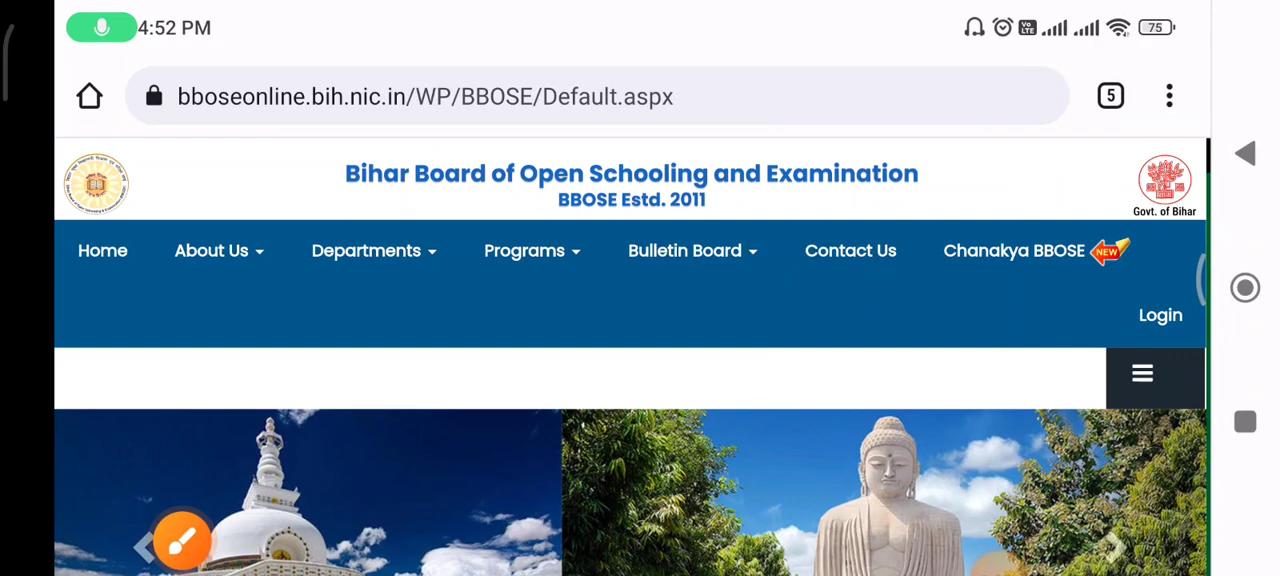 4:52 PM
Vo LTE
75
bboseonline.bih.nic.in/WP/BBOSE/Default.aspx
5
Bihar Board of Open Schooling and Examination
BBOSE Estd. 2011
Govt. of Bihar
Home About Us Departments Programs Bulletin Board Contact Us Chanakya BBOSE NEW
Login